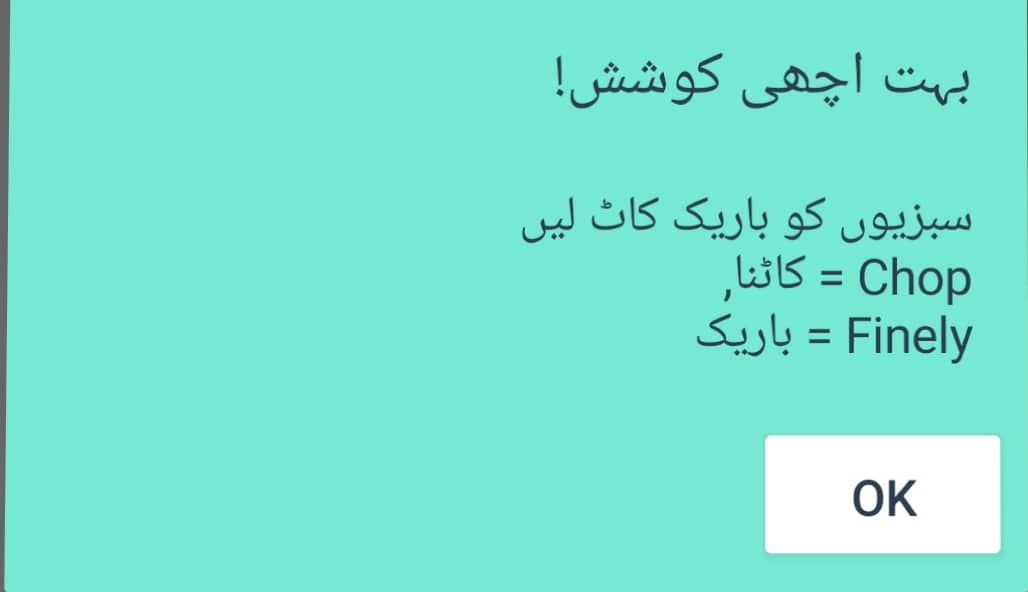 بہت اچھی کوشش!
سبزیوں کو باریک کاٹ لیں
Chop = کاٹنا,
Finely = باریک
OK